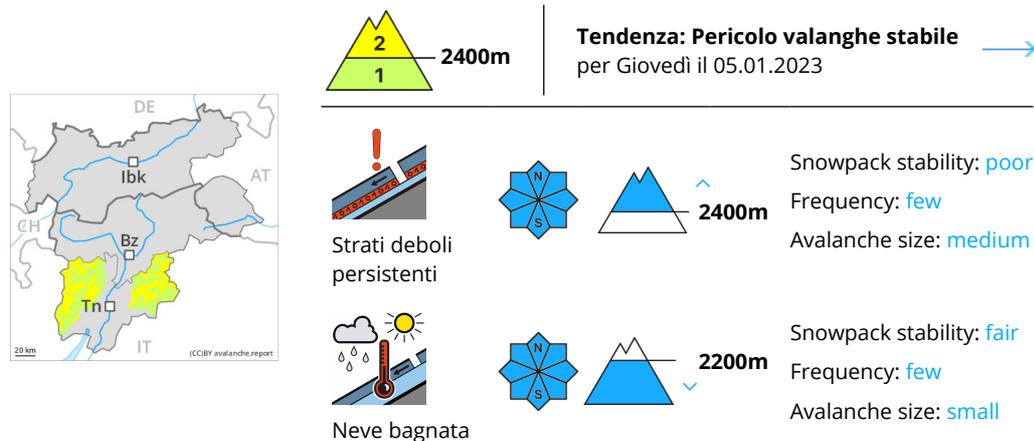 2
2400m
1
Tendenza: Pericolo valanghe stabile
per Giovedì il 05.01.2023
DE
Ibk
AT
CH
Bz
Tn
IT
20 km
(CC)BY avalanche.report
Strati deboli
persistenti
N
S
2400m
Snowpack stability: poor
Frequency: few
Avalanche size: medium
Neve bagnata
N
S
2200m
Snowpack stability: fair
Frequency: few
Avalanche size: small